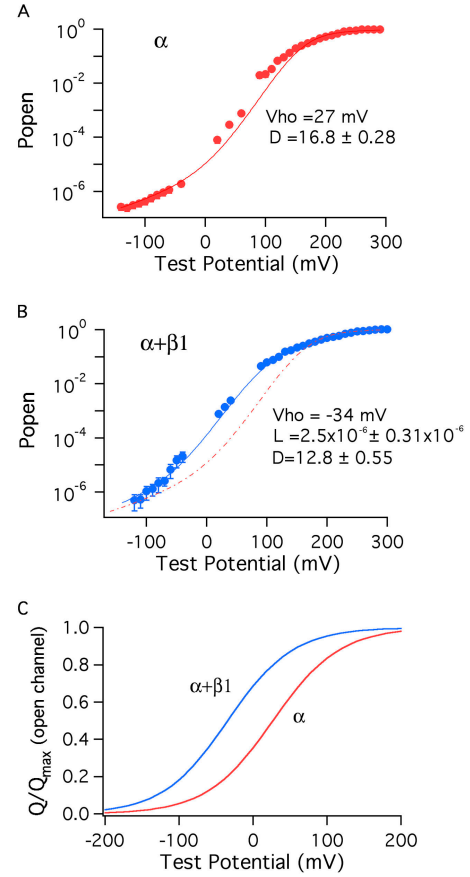 A
α
Popen
10^0
10^-2
10^-4
10^-6
Vho =27 mV
D =16.8 ± 0.28
-100 0 100 200 300
Test Potential (mV)
B
α+β1
Popen
10^0
10^-2
10^-4
10^-6
Vho = -34 mV
L =2.5x10^-6± 0.31x10^-6
D=12.8 ± 0.55
-100 0 100 200 300
Test Potential (mV)
C
Q/Qmax (open channel)
1.0
0.8
0.6
0.4
0.2
0.0
α+β1
α
-200 -100 0 100 200
Test Potential (mV)